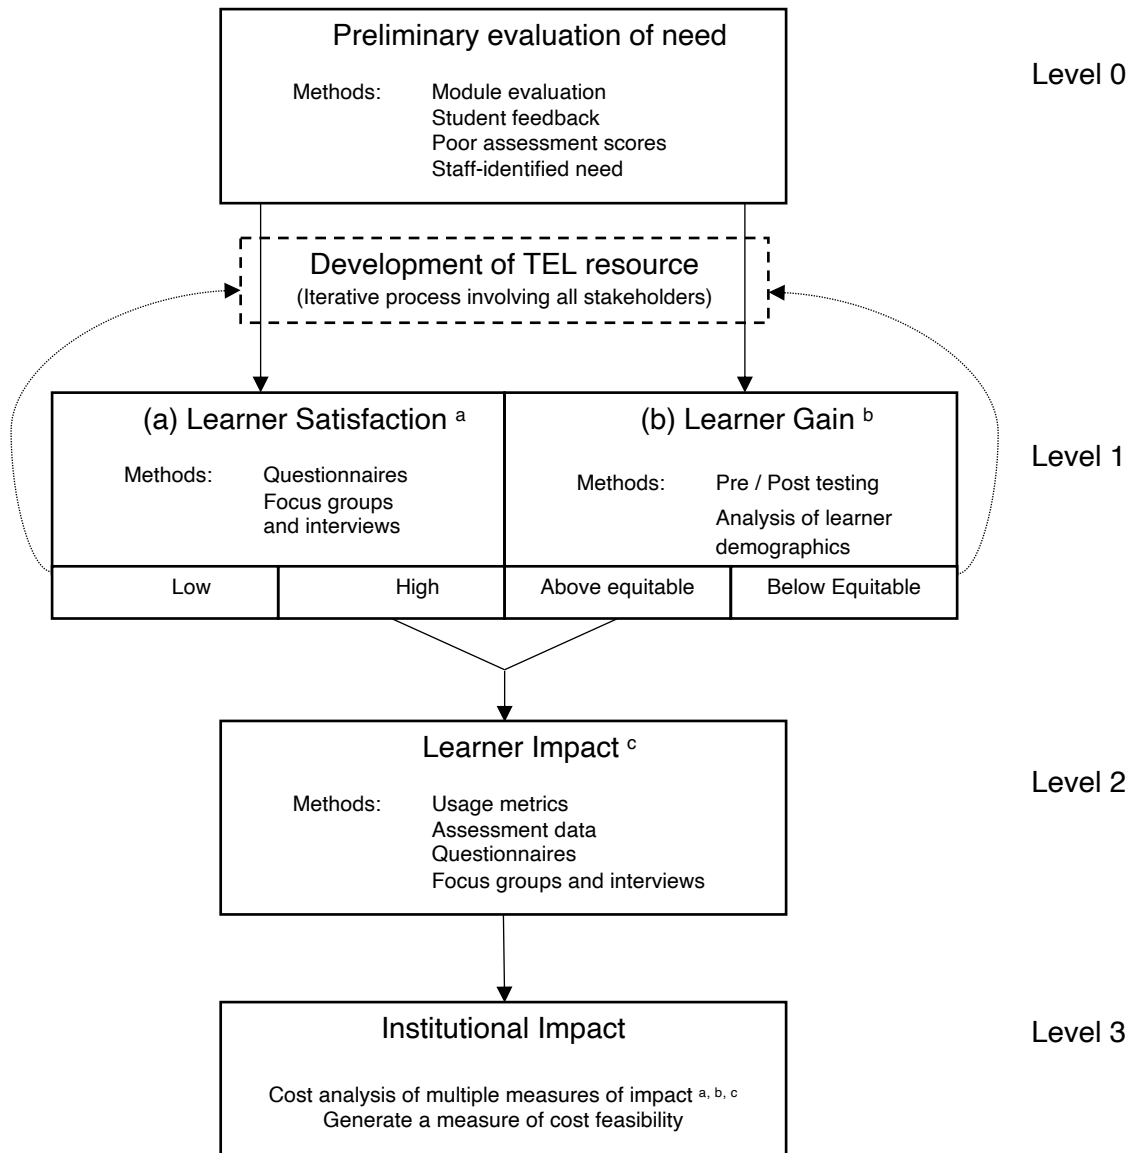 Preliminary evaluation of need
Level 0
Methods: Module evaluation
Student feedback
Poor assessment scores
Staff-identified need
Development of TEL resource
(Iterative process involving all stakeholders)
(a) Learner Satisfaction a
Methods: Questionnaires
Focus groups
and interviews
Low
High
(b) Learner Gain b
Methods: Pre / Post testing
Analysis of learner
demographics
Above equitable
Below Equitable
Level 1
Learner Impact c
Methods: Usage metrics
Assessment data
Questionnaires
Focus groups and interviews
Level 2
Institutional Impact
Cost analysis of multiple measures of impact a, b, c
Generate a measure of cost feasibility
Level 3